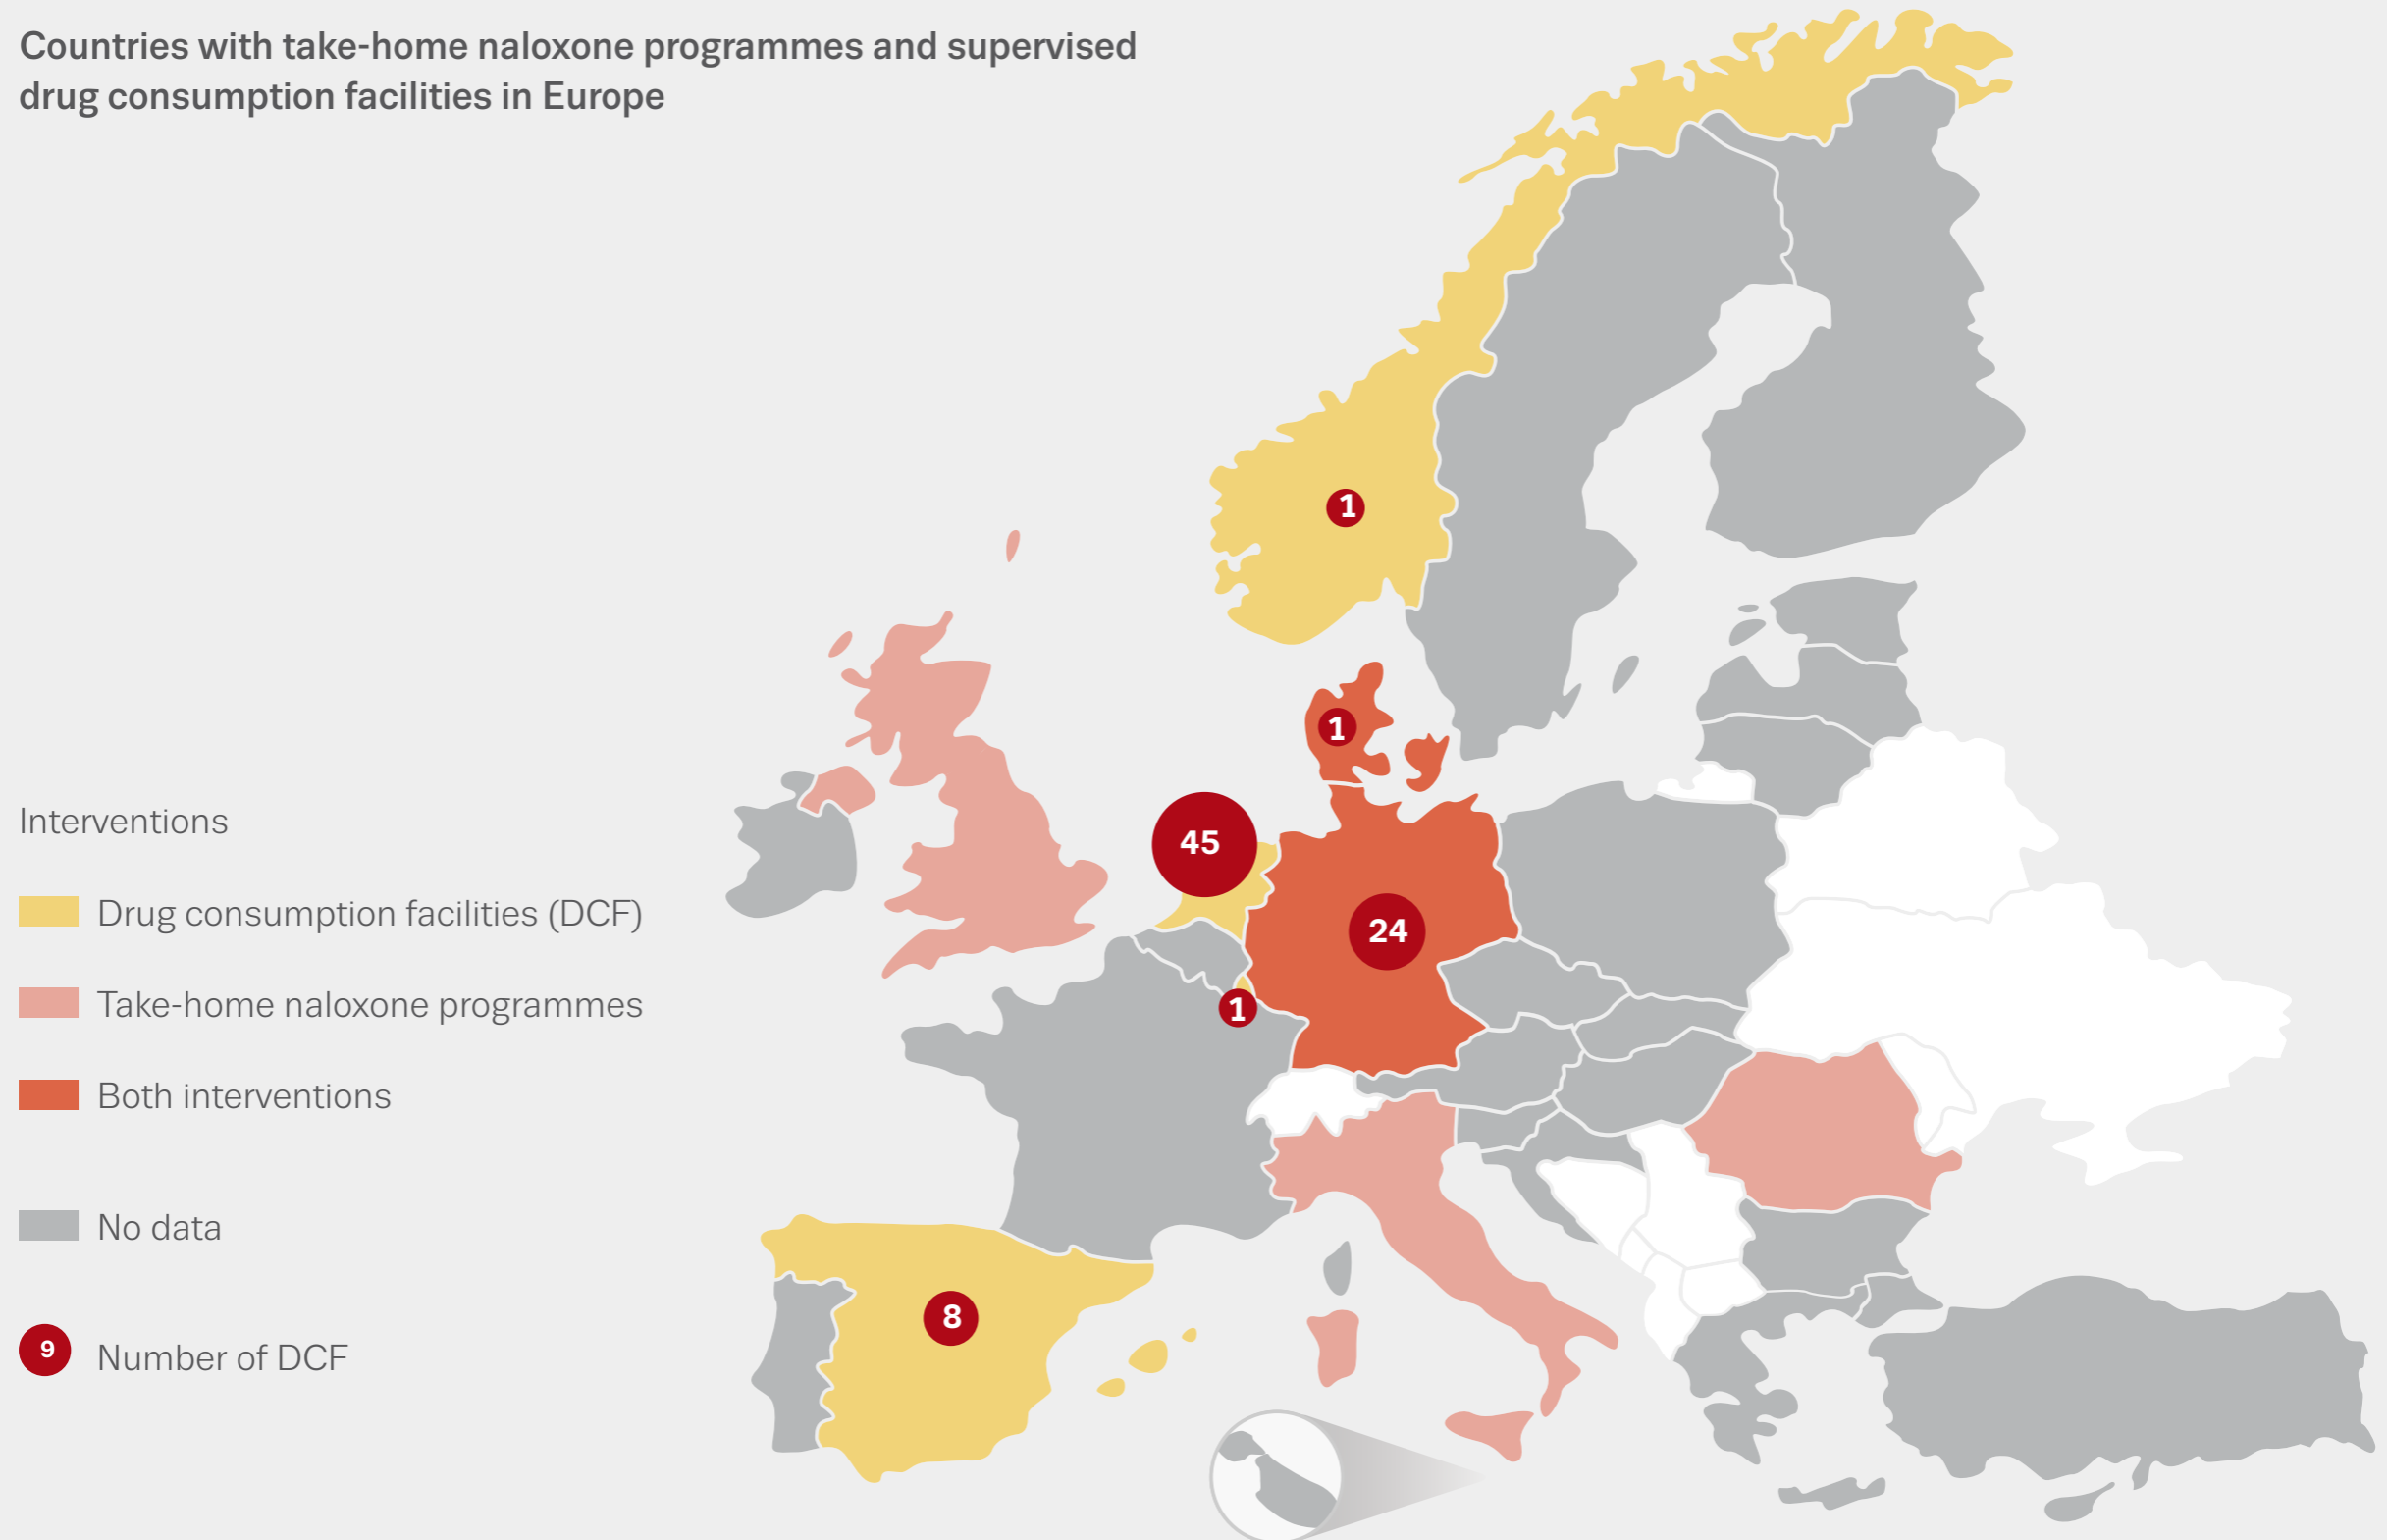 Countries with take-home naloxone programmes and supervised
drug consumption facilities in Europe
1
1
45
24
1
8
Interventions
Drug consumption facilities (DCF)
Take-home naloxone programmes
Both interventions
No data
9 Number of DCF